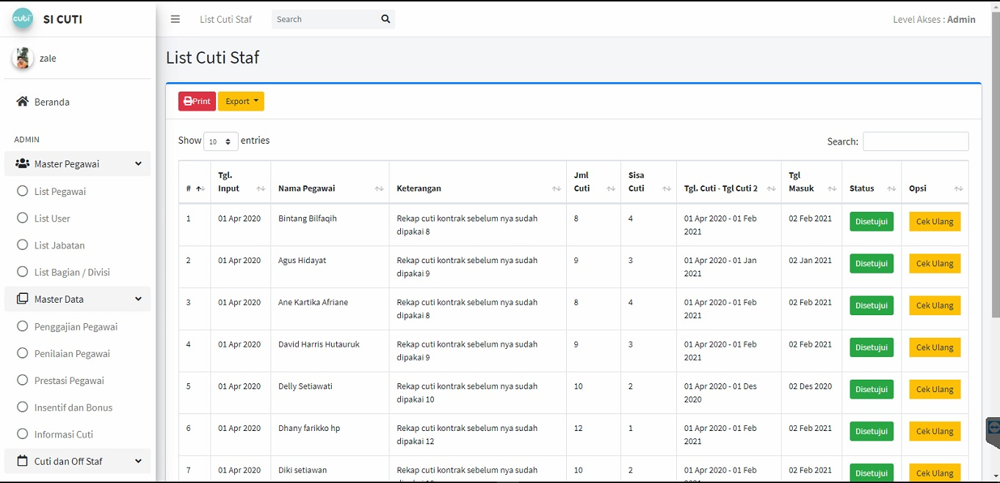 cuti
SI CUTI
List Cuti Staf
Search
Level Akses : Admin
zale
Beranda
ADMIN
Master Pegawai
List Pegawai
List User
List Jabatan
List Bagian / Divisi
Master Data
Penggajian Pegawai
Penilaian Pegawai
Prestasi Pegawai
Insentif dan Bonus
Informasi Cuti
Cuti dan Off Staf
List Cuti Staf
Print
Export
Show 10 entries
Search:
#
Tgl.
Input
Nama Pegawai
Keterangan
Jml
Cuti
Sisa
Cuti
Tgl. Cuti - Tgl Cuti 2
Tgl
Masuk
Status
Opsi
1 01 Apr 2020 Bintang Bilfaqih Rekap cuti kontrak sebelum nya sudah 8 4 01 Apr 2020 - 01 Feb 02 Feb 2021 Disetujui Cek Ulang
dipakai 8 2021
2 01 Apr 2020 Agus Hidayat Rekap cuti kontrak sebelum nya sudah 9 3 01 Apr 2020 - 01 Jan 02 Jan 2021 Disetujui Cek Ulang
dipakai 9 2021
3 01 Apr 2020 Ane Kartika Afriane Rekap cuti kontrak sebelum nya sudah 8 4 01 Apr 2020 - 01 Feb 02 Feb 2021 Disetujui Cek Ulang
dipakai 8 2021
4 01 Apr 2020 David Harris Hutauruk Rekap cuti kontrak sebelum nya sudah 9 3 01 Apr 2020 - 01 Feb 02 Feb 2021 Disetujui Cek Ulang
dipakai 9 2021
5 01 Apr 2020 Delly Setiawati Rekap cuti kontrak sebelum nya sudah 10 2 01 Apr 2020 - 01 Des 02 Des 2020 Disetujui Cek Ulang
dipakai 10 2020
6 01 Apr 2020 Dhany farikko hp Rekap cuti kontrak sebelum nya sudah 12 1 01 Apr 2020 - 01 Feb 02 Feb 2021 Disetujui Cek Ulang
dipakai 12 2021
7 01 Apr 2020 Diki setiawan Rekap cuti kontrak sebelum nya sudah 10 2 01 Apr 2020 - 01 Feb 02 Feb 2021 Disetujui Cek Ulang